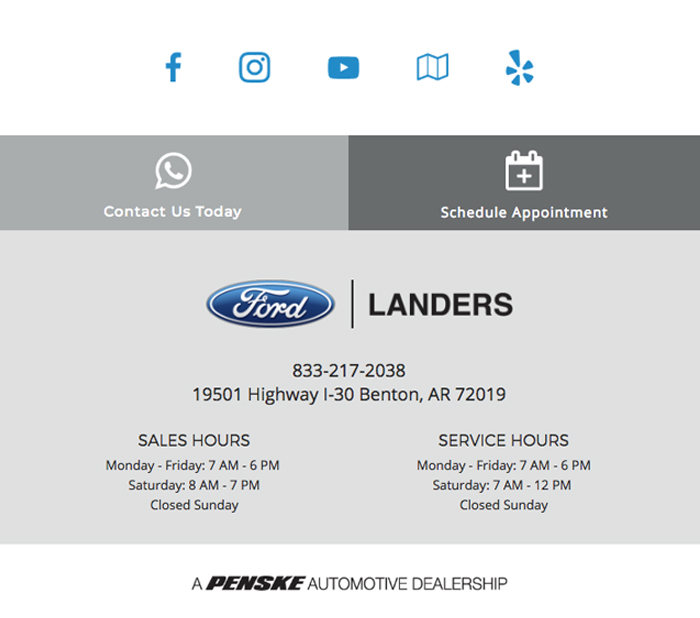 Contact Us Today
Schedule Appointment
Ford | LANDERS
833-217-2038
19501 Highway I-30 Benton, AR 72019
SALES HOURS
Monday - Friday: 7 AM - 6 PM
Saturday: 8 AM - 7 PM
Closed Sunday
SERVICE HOURS
Monday - Friday: 7 AM - 6 PM
Saturday: 7 AM - 12 PM
Closed Sunday
A PENSKE AUTOMOTIVE DEALERSHIP